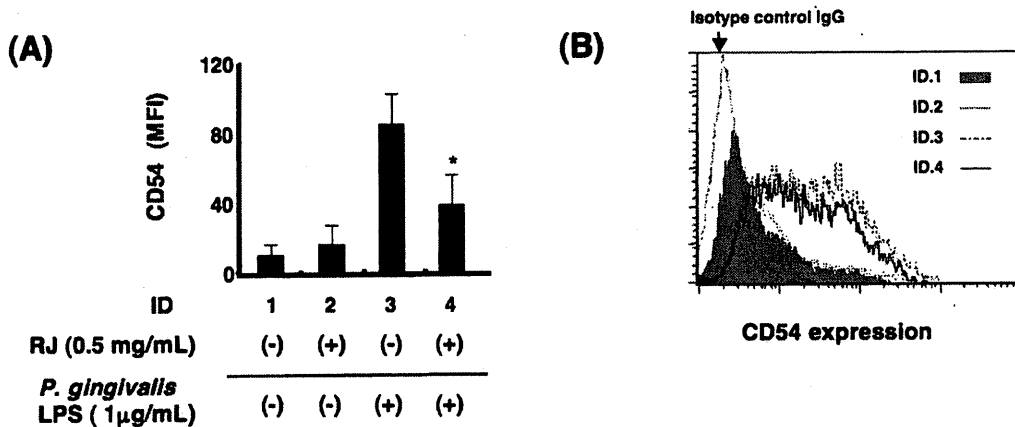 (A)
120
80
40
0
CD54 (MFI)
*
ID 1 2 3 4
RJ (0.5 mg/mL) (-) (+) (-) (+)
P. gingivalis
LPS ( 1µg/mL) (-) (-) (+) (+)
(B)
Isotype control IgG
ID.1
ID.2
ID.3
ID.4
CD54 expression